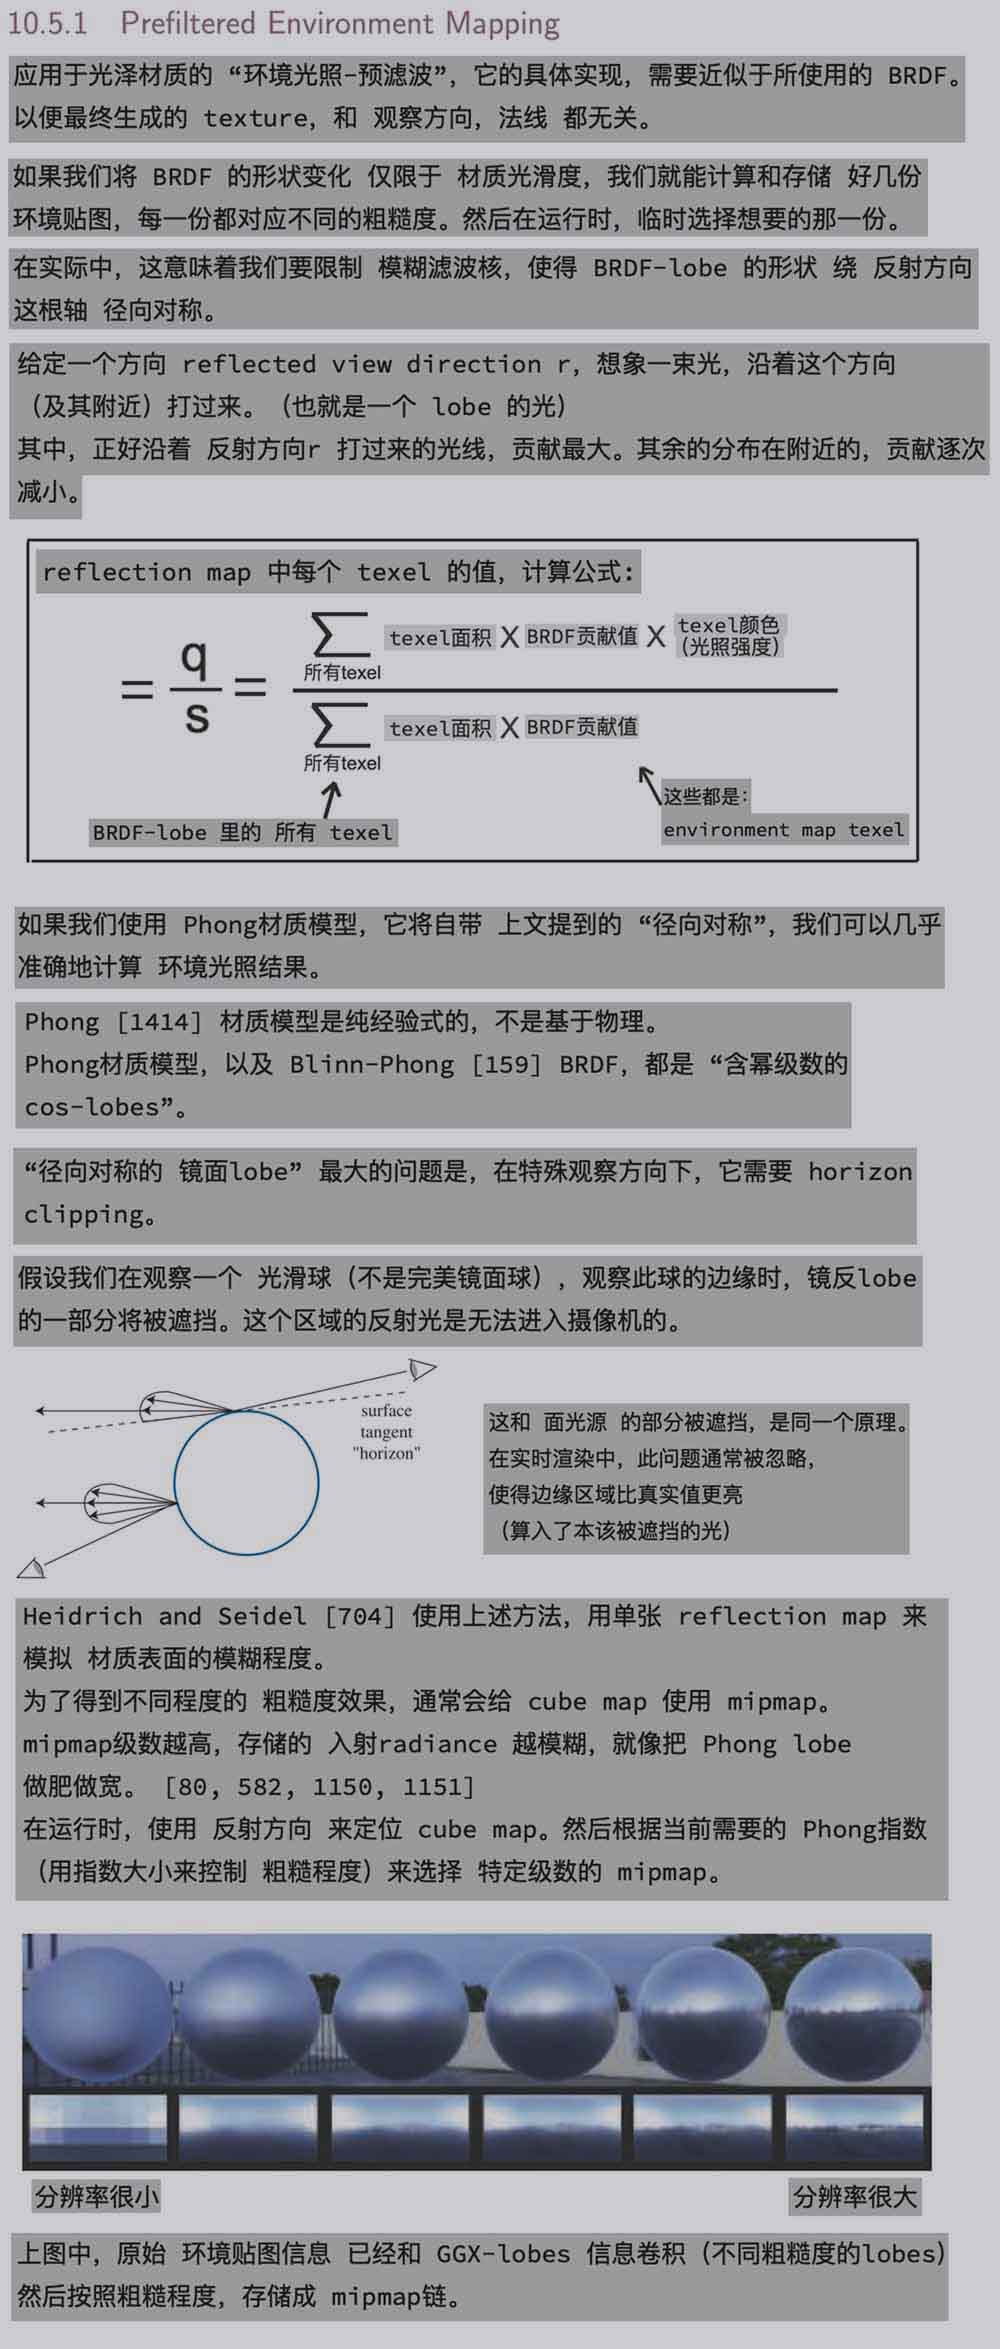 10.5.1 Prefiltered Environment Mapping
应用于光泽材质的 “环境光照-预滤波”，它的具体实现，需要近似于所使用的 BRDF。
以便最终生成的 texture，和 观察方向，法线 都无关。
如果我们将 BRDF 的形状变化 仅限于 材质光滑度，我们就能计算和存储 好几份
环境贴图，每一份都对应不同的粗糙度。然后在运行时，临时选择想要的那一份。
在实际中，这意味着我们要限制 模糊滤波核，使得 BRDF-lobe 的形状 绕 反射方向
这根轴 径向对称。
给定一个方向 reflected view direction r，想象一束光，沿着这个方向
（及其附近）打过来。（也就是一个 lobe 的光）
其中，正好沿着 反射方向r 打过来的光线，贡献最大。其余的分布在附近的，贡献逐次
减小。
reflection map 中每个 texel 的值，计算公式：
= q/s =
∑ texel面积 X BRDF贡献值 X texel颜色
（光照强度）
所有texel
∑ texel面积 X BRDF贡献值
所有texel
这些都是：
BRDF-lobe 里的 所有 texel
environment map texel
如果我们使用 Phong材质模型，它将自带 上文提到的 “径向对称”，我们可以几乎
准确地计算 环境光照结果。
Phong [1414] 材质模型是纯经验式的，不是基于物理。
Phong材质模型，以及 Blinn-Phong [159] BRDF，都是 “含幂级数的
cos-lobes”。
“径向对称的 镜面lobe” 最大的问题是，在特殊观察方向下，它需要 horizon
clipping。
假设我们在观察一个 光滑球（不是完美镜面球），观察此球的边缘时，镜反lobe
的一部分将被遮挡。这个区域的反射光是无法进入摄像机的。
surface
tangent
"horizon"
这和 面光源 的部分被遮挡，是同一个原理。
在实时渲染中，此问题通常被忽略，
使得边缘区域比真实值更亮
（算入了本该被遮挡的光）
Heidrich and Seidel [704] 使用上述方法，用单张 reflection map 来
模拟 材质表面的模糊程度。
为了得到不同程度的 粗糙度效果，通常会给 cube map 使用 mipmap。
mipmap级数越高，存储的 入射radiance 越模糊，就像把 Phong lobe
做肥做宽。 [80, 582, 1150, 1151]
在运行时，使用 反射方向 来定位 cube map。然后根据当前需要的 Phong指数
（用指数大小来控制 粗糙程度）来选择 特定级数的 mipmap。
分辨率很小
分辨率很大
上图中，原始 环境贴图信息 已经和 GGX-lobes 信息卷积（不同粗糙度的lobes）
然后按照粗糙程度，存储成 mipmap链。